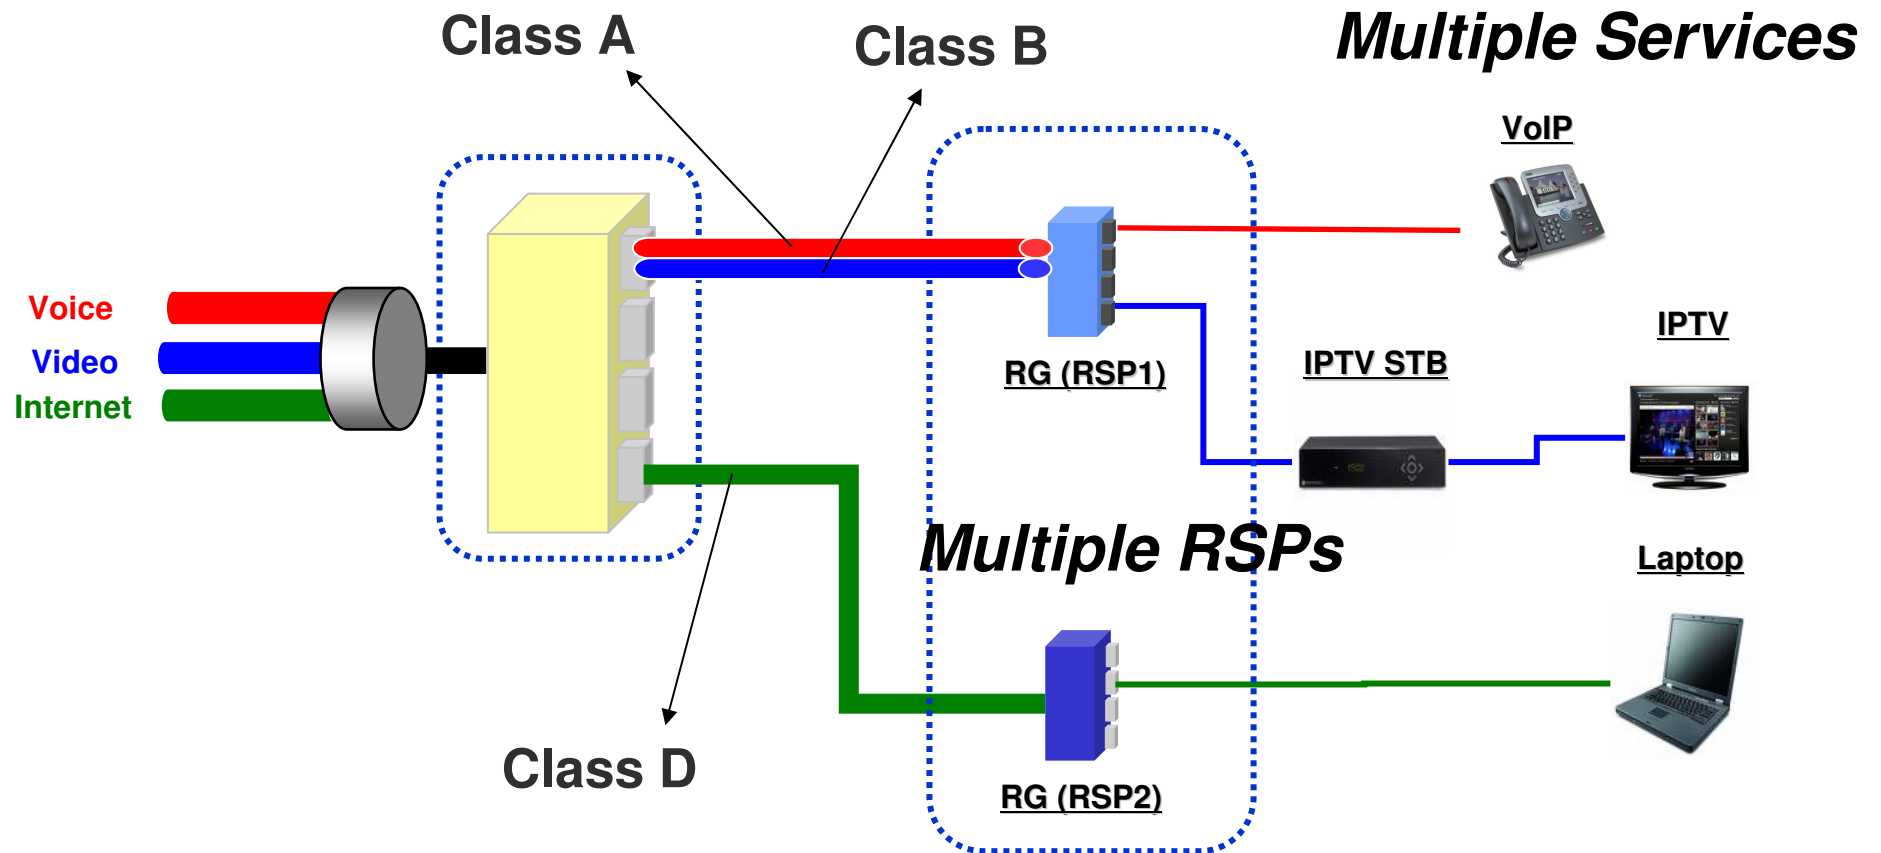 Class A
Class B
Multiple Services
VoIP
Voice
Video
Internet
RG (RSP1)
IPTV STB
IPTV
Multiple RSPs
Laptop
Class D
RG (RSP2)